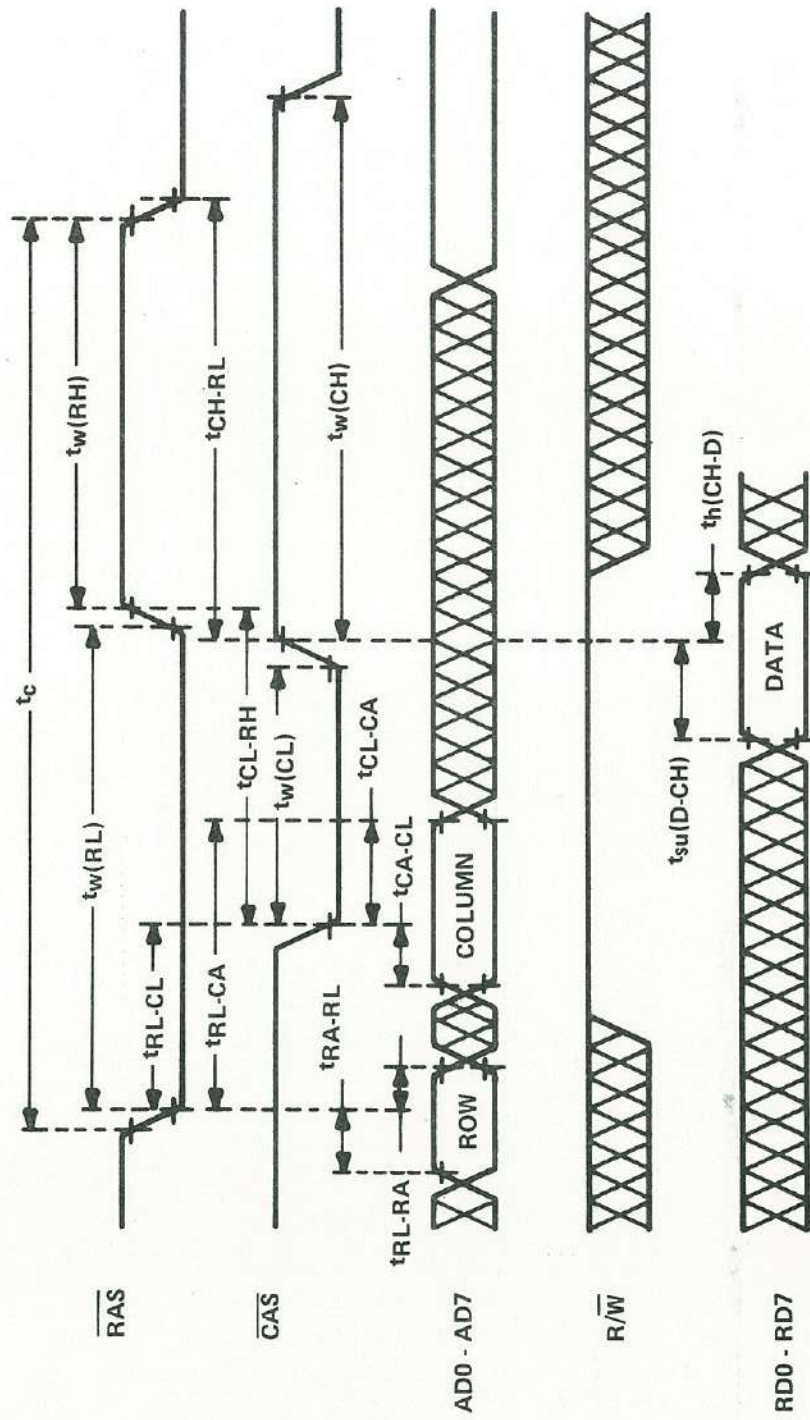 tc
tw(RL)
tw(RH)
tRL-CL
tCL-RH
tCH-RL
tRL-CA
tw(CL)
tw(CH)
tCL-CA
tRA-RL
tCA-CL
tRL-RA
RAS
CAS
AD0 - AD7
ROW
COLUMN
R/W
th(CH-D)
tsu(D-CH)
RD0 - RD7
DATA